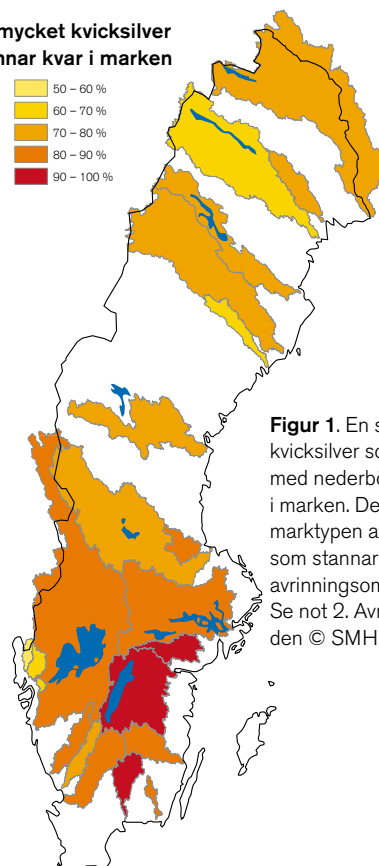 mycket kvicksilver
nnar kvar i marken
50 – 60 %
60 – 70 %
70 – 80 %
80 – 90 %
90 – 100 %
Figur 1. En s
kvicksilver so
med nederbo
i marken. De
marktypen a
som stannar
avrinningsom
Se not 2. Avr
den © SMH